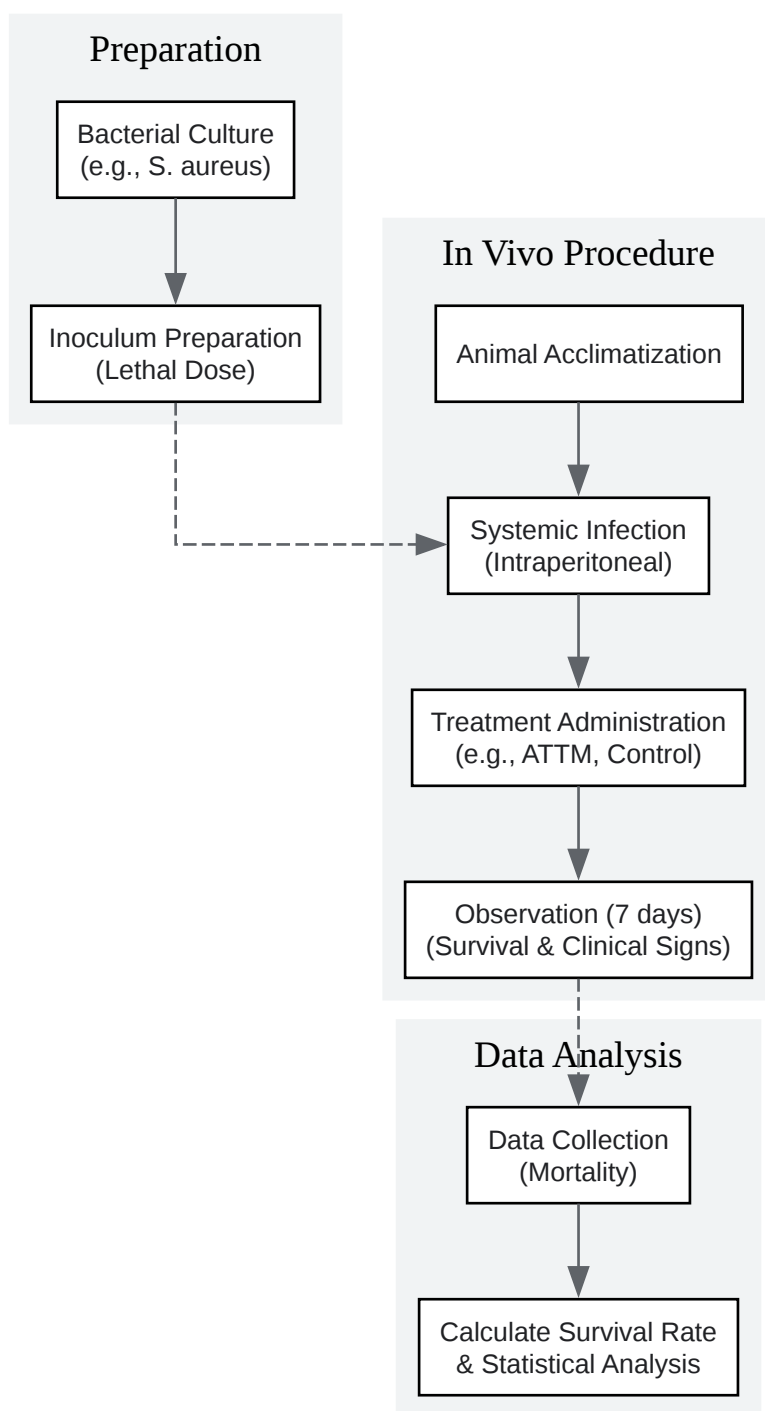 Preparation
Bacterial Culture
(e.g., S. aureus)
Inoculum Preparation
(Lethal Dose)
In Vivo Procedure
Animal Acclimatization
Systemic Infection
(Intraperitoneal)
Treatment Administration
(e.g., ATTM, Control)
Observation (7 days)
(Survival & Clinical Signs)
Data Analysis
Data Collection
(Mortality)
Calculate Survival Rate
& Statistical Analysis